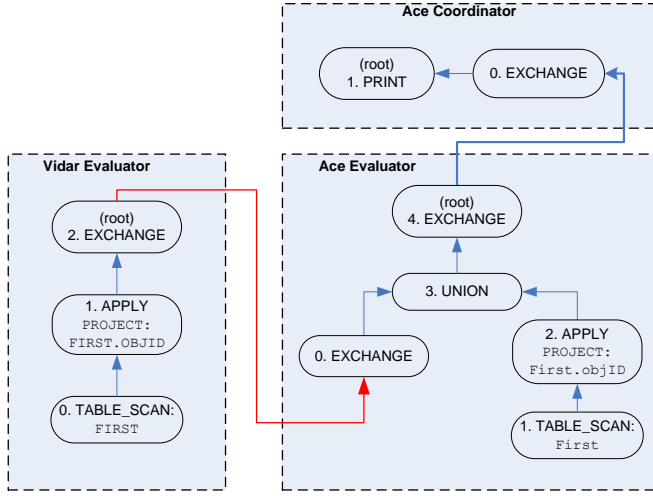 Ace Coordinator
(root)
1. PRINT
0. EXCHANGE
Vidar Evaluator
(root)
2. EXCHANGE
1. APPLY
PROJECT:
FIRST.OBJID
0. TABLE_SCAN:
FIRST
Ace Evaluator
(root)
4. EXCHANGE
3. UNION
0. EXCHANGE
2. APPLY
PROJECT:
First.objID
1. TABLE_SCAN:
First